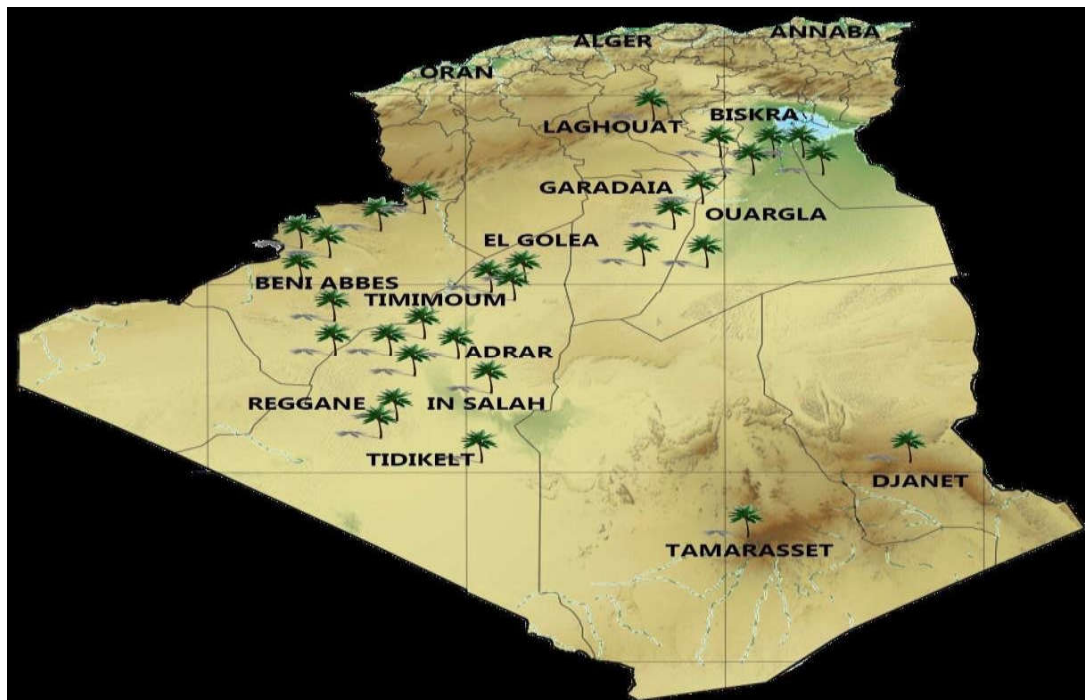 ANNABA
ALGER
ORAN
BISKRA
LAGHOUAT
GARADAIA
OUARGLA
EL GOLEA
BENI ABBES
TIMIMOUM
ADRAR
REGGANE
IN SALAH
TIDIKELT
DJANET
TAMARASSET